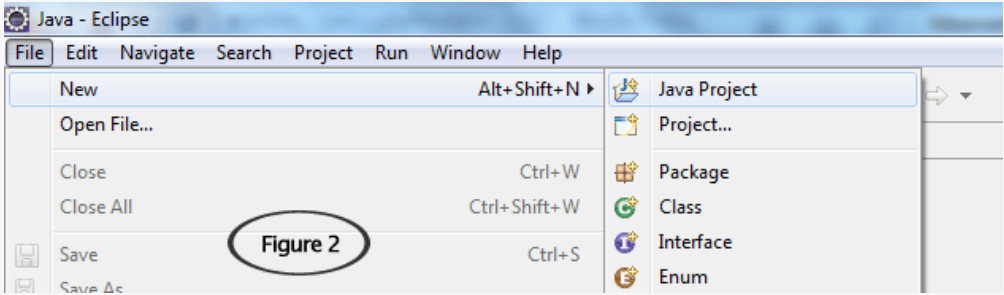 Java - Eclipse
File Edit Navigate Search Project Run Window Help
New Alt+Shift+N
Open File...
Close Ctrl+W
Close All Ctrl+Shift+W
Save Ctrl+S
Save As
Figure 2
Java Project
Project...
Package
Class
Interface
Enum